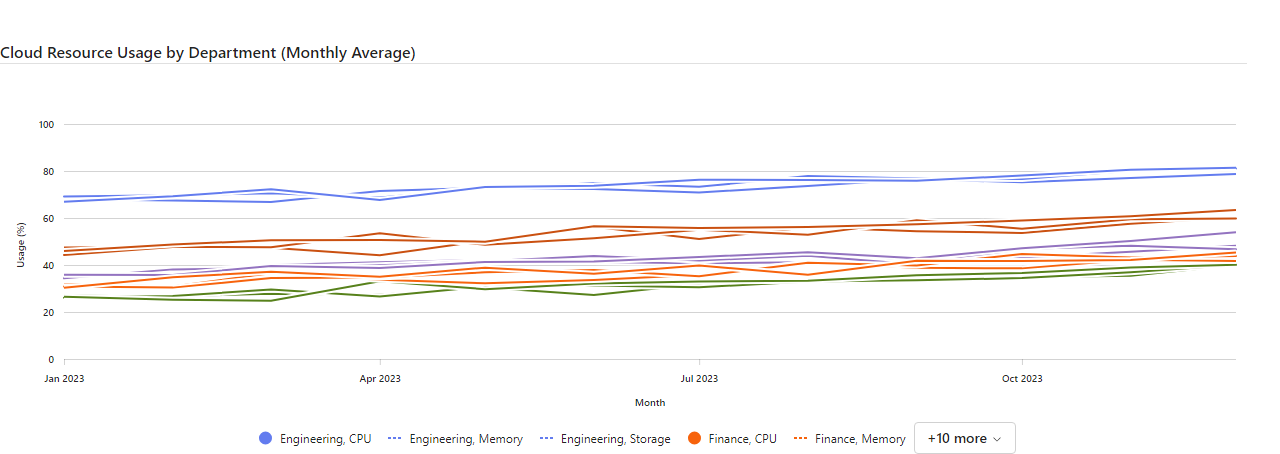 Cloud Resource Usage by Department (Monthly Average)
100
80
60
40
20
0
Usage (%)
Jan 2023 Apr 2023 Jul 2023 Oct 2023
Month
Engineering, CPU Engineering, Memory Engineering, Storage Finance, CPU Finance, Memory +10 more